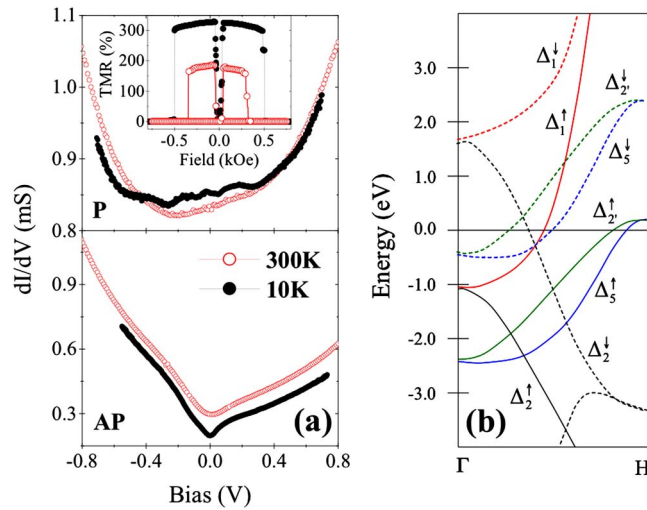 1.1
1.0
0.9
0.8
0.9
0.6
0.3
dI/dV (mS)
TMR (%)
300
200
100
0
-0.5 0.0 0.5
Field (kOe)
P
300K
10K
AP
(a)
-0.8 -0.4 0.0 0.4 0.8
Bias (V)
Energy (eV)
3.0
2.0
1.0
0.0
-1.0
-2.0
-3.0
Δ₁↓
Δ₂'↓
Δ₁↑
Δ₅↓
Δ₂'↑
Δ₅↑
Δ₂↓
Δ₂↑
(b)
Γ H